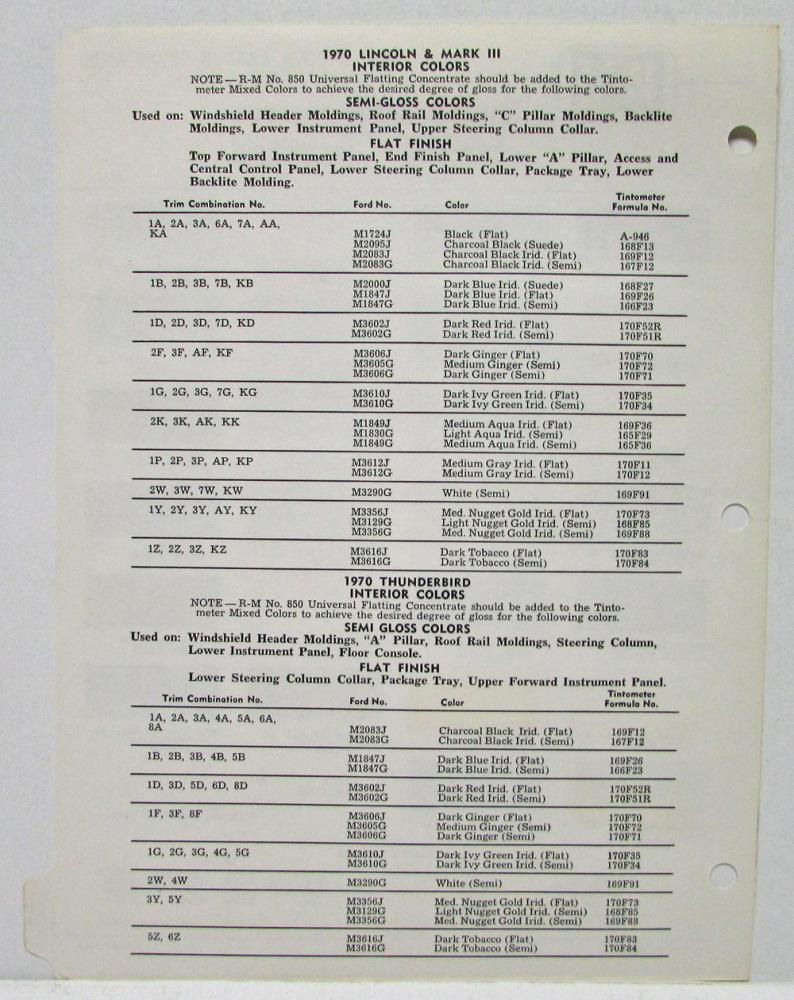 1970 LINCOLN & MARK III
INTERIOR COLORS
NOTE — R-M No. 850 Universal Flatting Concentrate should be added to the Tinto-
meter Mixed Colors to achieve the desired degree of gloss for the following colors.
SEMI-GLOSS COLORS
Used on: Windshield Header Moldings, Roof Rail Moldings, "C" Pillar Moldings, Backlite
Moldings, Lower Instrument Panel, Upper Steering Column Collar.
FLAT FINISH
Top Forward Instrument Panel, End Finish Panel, Lower "A" Pillar, Access and
Central Control Panel, Lower Steering Column Collar, Package Tray, Lower
Backlite Molding.
Trim Combination No. Ford No. Color Tintometer Formula No.
1A, 2A, 3A, 6A, 7A, AA,
KA M1724J Black (Flat) A-946
M2095J Charcoal Black (Suede) 168F13
M2083J Charcoal Black Irid. (Flat) 169F12
M2083G Charcoal Black Irid. (Semi) 167F12
1B, 2B, 3B, 7B, KB M2000J Dark Blue Irid. (Suede) 168F27
M1847J Dark Blue Irid. (Flat) 169F26
M1847G Dark Blue Irid. (Semi) 166F23
1D, 2D, 3D, 7D, KD M3602J Dark Red Irid. (Flat) 170F52R
M3602G Dark Red Irid. (Semi) 170F51R
2F, 3F, AF, KF M3606J Dark Ginger (Flat) 170F70
M3605G Medium Ginger (Semi) 170F72
M3606G Dark Ginger (Semi) 170F71
1G, 2G, 3G, 7G, KG M3610J Dark Ivy Green Irid. (Flat) 170F35
M3610G Dark Ivy Green Irid. (Semi) 170F34
2K, 3K, AK, KK M1849J Medium Aqua Irid. (Flat) 169F36
M1830G Light Aqua Irid. (Semi) 165F29
M1849G Medium Aqua Irid. (Semi) 165F36
1P, 2P, 3P, AP, KP M3612J Medium Gray Irid. (Flat) 170F11
M3612G Medium Gray Irid. (Semi) 170F12
2W, 3W, 7W, KW M3290G White (Semi) 169F91
1Y, 2Y, 3Y, AY, KY M3356J Med. Nugget Gold Irid. (Flat) 170F73
M3129G Light Nugget Gold Irid. (Semi) 168F85
M3356G Med. Nugget Gold Irid. (Semi) 169F88
1Z, 2Z, 3Z, KZ M3616J Dark Tobacco (Flat) 170F83
M3616G Dark Tobacco (Semi) 170F84
1970 THUNDERBIRD
INTERIOR COLORS
NOTE — R-M No. 850 Universal Flatting Concentrate should be added to the Tinto-
meter Mixed Colors to achieve the desired degree of gloss for the following colors.
SEMI GLOSS COLORS
Used on: Windshield Header Moldings, "A" Pillar, Roof Rail Moldings, Steering Column,
Lower Instrument Panel, Floor Console.
FLAT FINISH
Lower Steering Column Collar, Package Tray, Upper Forward Instrument Panel.
Trim Combination No. Ford No. Color Tintometer Formula No.
1A, 2A, 3A, 4A, 5A, 6A,
8A M2083J Charcoal Black Irid. (Flat) 169F12
M2083G Charcoal Black Irid. (Semi) 167F12
1B, 2B, 3B, 4B, 5B M1847J Dark Blue Irid. (Flat) 169F26
M1847G Dark Blue Irid. (Semi) 166F23
1D, 3D, 5D, 6D, 8D M3602J Dark Red Irid. (Flat) 170F52R
M3602G Dark Red Irid. (Semi) 170F51R
1F, 3F, 8F M3606J Dark Ginger (Flat) 170F70
M3605G Medium Ginger (Semi) 170F72
M3606G Dark Ginger (Semi) 170F71
1G, 2G, 3G, 4G, 5G M3610J Dark Ivy Green Irid. (Flat) 170F35
M3610G Dark Ivy Green Irid. (Semi) 170F34
2W, 4W M3290G White (Semi) 169F91
3Y, 5Y M3356J Med. Nugget Gold Irid. (Flat) 170F73
M3129G Light Nugget Gold Irid. (Semi) 168F85
M3356G Med. Nugget Gold Irid. (Semi) 169F88
5Z, 6Z M3616J Dark Tobacco (Flat) 170F83
M3616G Dark Tobacco (Semi) 170F84